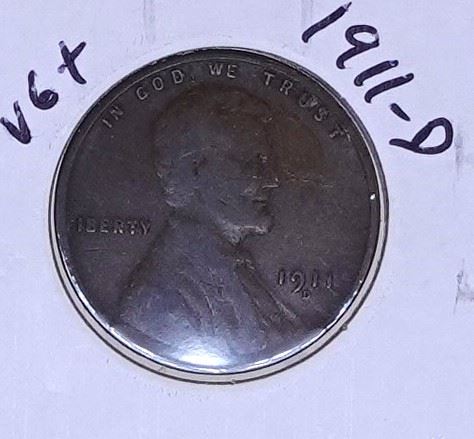 VG+
1911-D
IN GOD WE TRUST
LIBERTY
1911
D